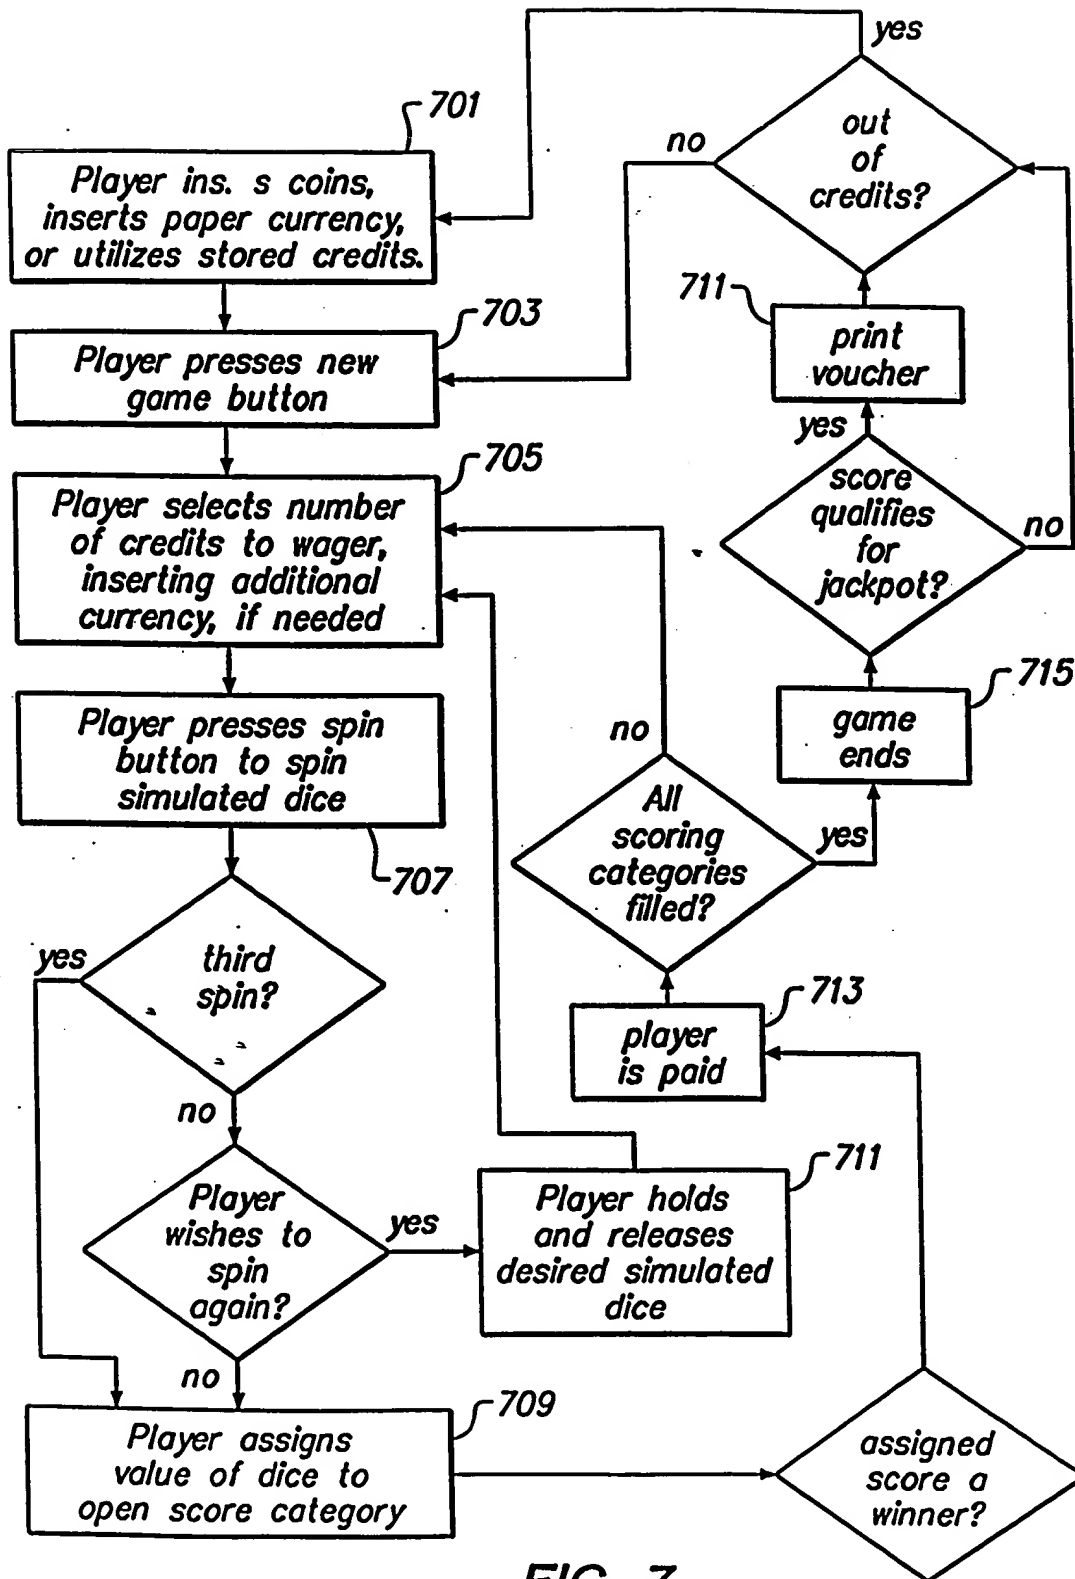 701
Player ins. s coins,
inserts paper currency,
or utilizes stored credits.
703
Player presses new
game button
705
Player selects number
of credits to wager,
inserting additional
currency, if needed
Player presses spin
button to spin
simulated dice
707
third
spin?
yes
no
Player
wishes to
spin
again?
yes
no
711
Player holds
and releases
desired simulated
dice
709
Player assigns
value of dice to
open score category
assigned
score a
winner?
713
player
is paid
All
scoring
categories
filled?
no
yes
715
game
ends
score
qualifies
for
jackpot?
no
yes
711
print
voucher
out
of
credits?
no
yes
FIG. 7